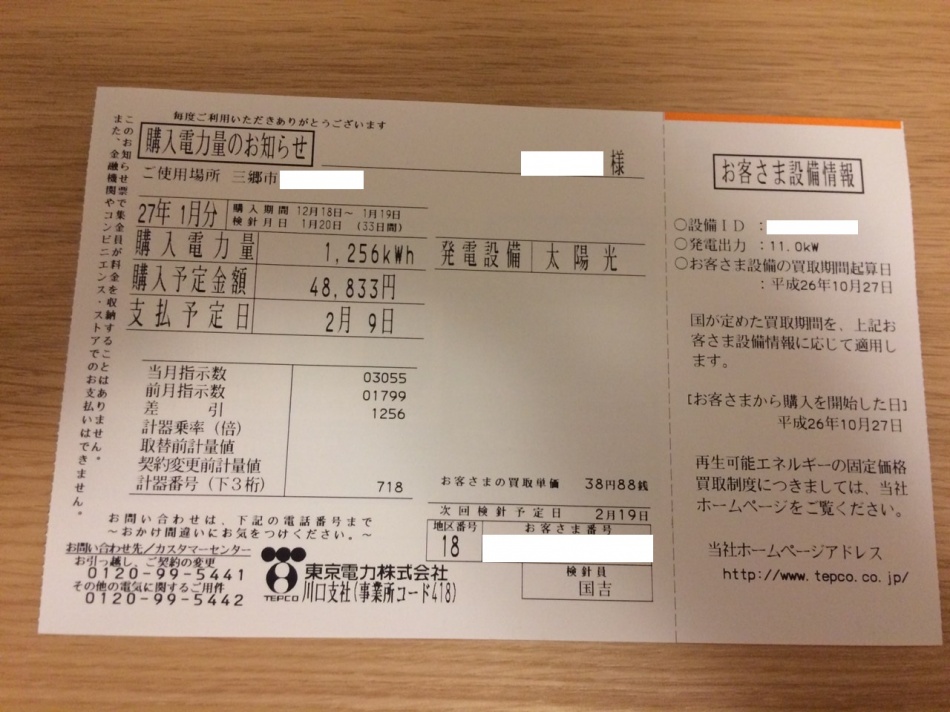 毎度ご利用いただきありがとうございます
購入電力量のお知らせ
様
ご使用場所 三郷市
27年 1月分
購入期間 12月18日~ 1月19日
検針月日 1月20日 (33日間)
購入電力量 1,256kWh
購入予定金額 48,833円
支払予定日 2月 9日
発電設備 太陽光
当月指示数 03055
前月指示数 01799
差引 1256
計器乗率(倍)
取替前計量値
契約変更前計量値
計器番号(下3桁) 718
お客さまの買取単価 38円88銭
次回検針予定日 2月19日
地区番号 お客さま番号
18
検針員
国吉
お問い合わせは、下記の電話番号まで
~おかけ間違いにお気をつけください。~
お問い合わせ先/カスタマーセンター
お引っ越し、ご契約の変更
0120-99-5441
その他の電気に関するご用件
0120-99-5442
TEPCO
東京電力株式会社
川口支社(事業所コード418)
このお知らせ票で集金員が料金を収納することはありません。
また、金融機関やコンビニエンス・ストアでのお支払いはできません。
お客さま設備情報
○設備ID :
○発電出力 :11.0kW
○お客さま設備の買取期間起算日
:平成26年10月27日
国が定めた買取期間を、上記お
客さま設備情報に応じて適用し
ます。
[お客さまから購入を開始した日]
平成26年10月27日
再生可能エネルギーの固定価格
買取制度につきましては、当社
ホームページをご覧ください。
当社ホームページアドレス
http://www.tepco.co.jp/